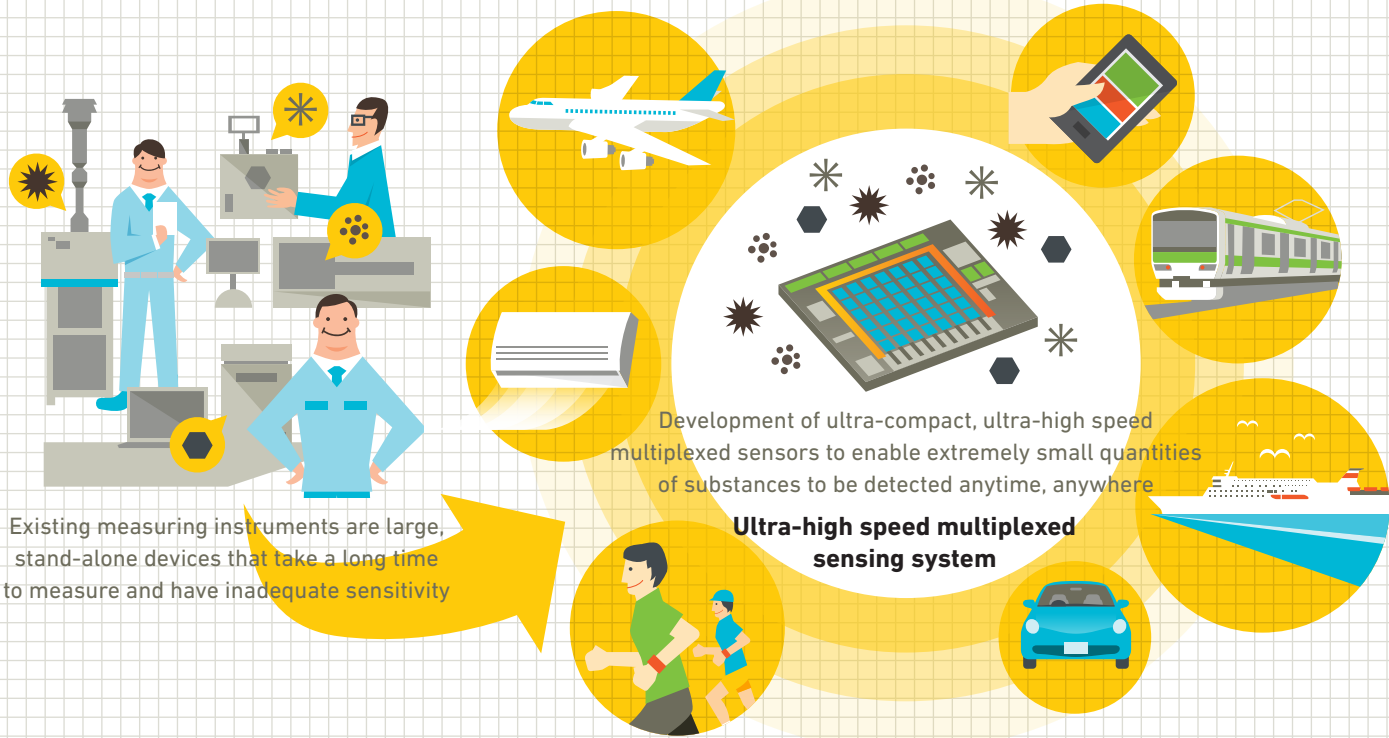 Existing measuring instruments are large,
stand-alone devices that take a long time
to measure and have inadequate sensitivity
Development of ultra-compact, ultra-high speed
multiplexed sensors to enable extremely small quantities
of substances to be detected anytime, anywhere
Ultra-high speed multiplexed
sensing system